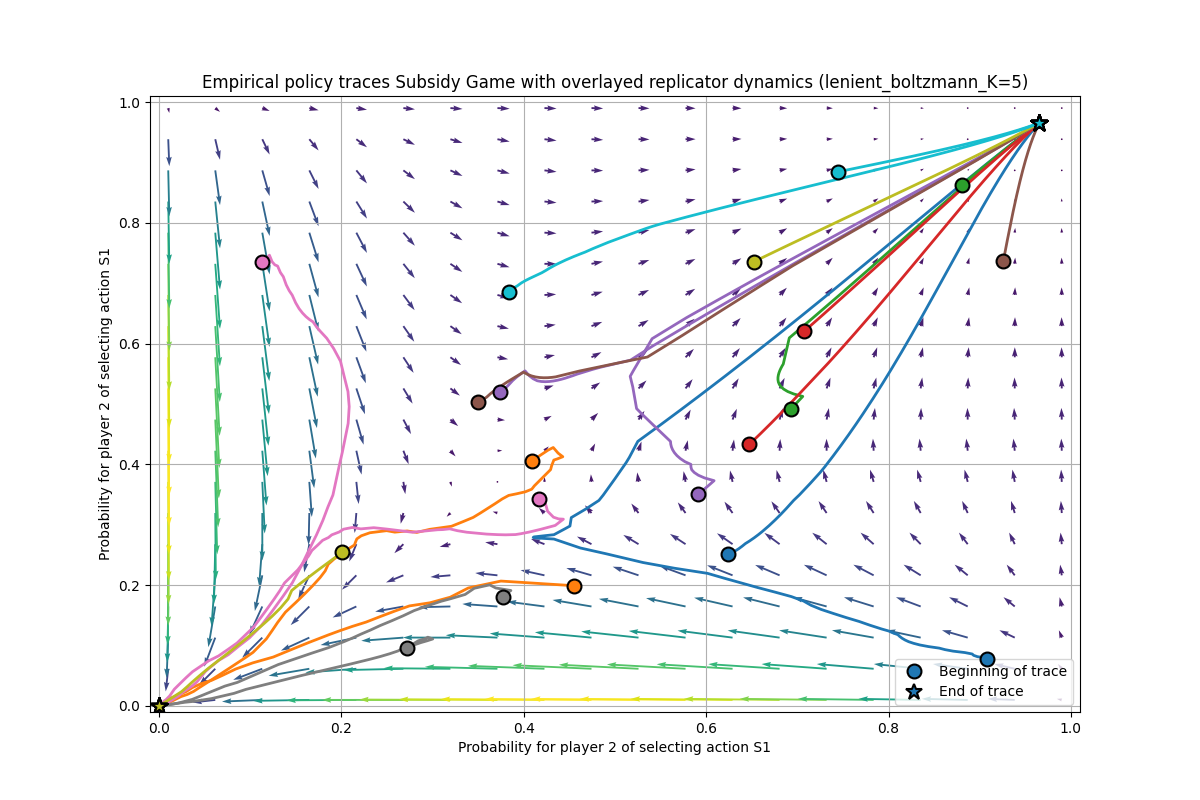 Empirical policy traces Subsidy Game with overlayed replicator dynamics (lenient_boltzmann_K=5)
Probability for player 2 of selecting action S1
1.0
0.8
0.6
0.4
0.2
0.0
0.0 0.2 0.4 0.6 0.8 1.0
Probability for player 2 of selecting action S1
Beginning of trace
End of trace